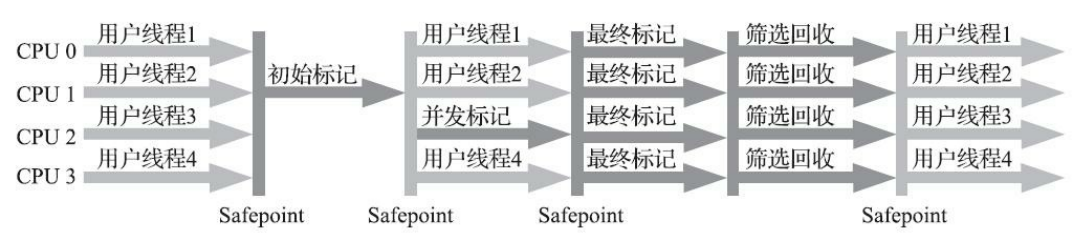 CPU 0 用户线程1 用户线程1 最终标记 筛选回收 用户线程1
CPU 1 用户线程2 初始标记 用户线程2 最终标记 筛选回收 用户线程2
CPU 2 用户线程3 并发标记 最终标记 筛选回收 用户线程3
CPU 3 用户线程4 用户线程4 最终标记 筛选回收 用户线程4
Safepoint Safepoint Safepoint Safepoint